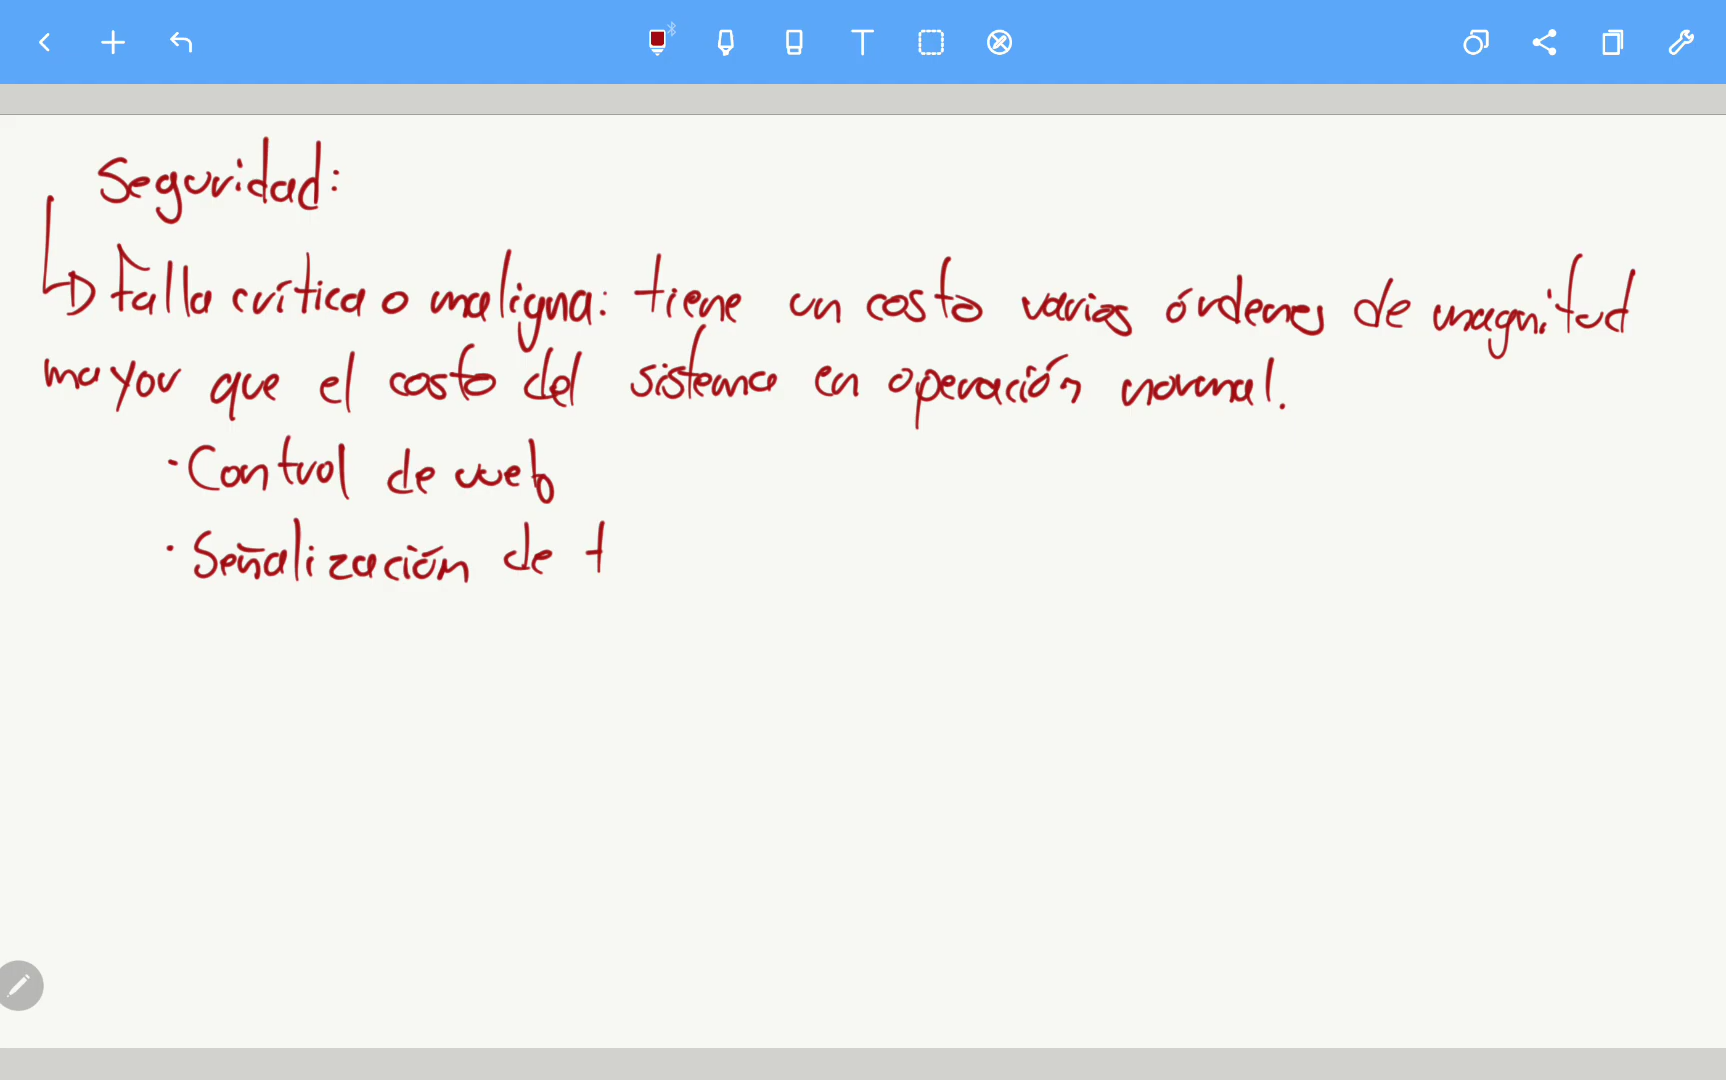 Seguridad:
Falla crítica o maligna: tiene un costo varios órdenes de magnitud
mayor que el costo del sistema en operación normal.
· Control de web
· Señalización de t